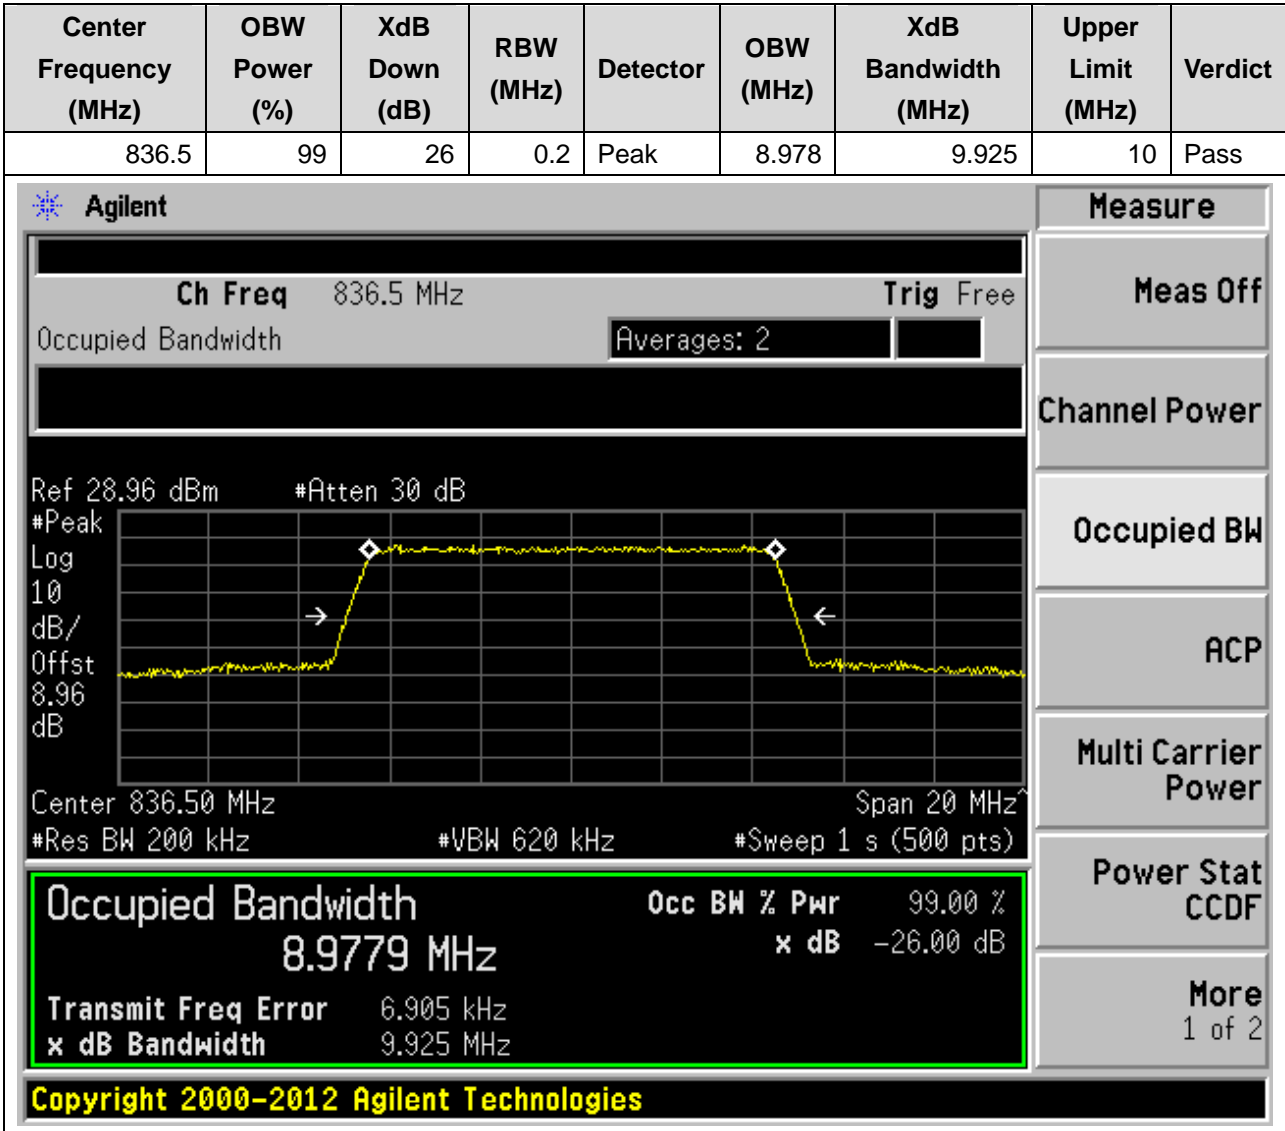 Center Frequency (MHz) OBW Power (%) XdB Down (dB) RBW (MHz) Detector OBW (MHz) XdB Bandwidth (MHz) Upper Limit (MHz) Verdict
836.5 99 26 0.2 Peak 8.978 9.925 10 Pass
Agilent
Measure
Ch Freq 836.5 MHz Trig Free
Meas Off
Occupied Bandwidth Averages: 2
Channel Power
Ref 28.96 dBm #Atten 30 dB
#Peak
Log
10
dB/
Offst
8.96
dB
Occupied BW
ACP
Multi Carrier
Power
Center 836.50 MHz Span 20 MHz^
#Res BW 200 kHz #VBW 620 kHz #Sweep 1 s (500 pts)
Power Stat
CCDF
Occupied Bandwidth Occ BW % Pwr 99.00 %
8.9779 MHz x dB -26.00 dB
Transmit Freq Error 6.905 kHz
x dB Bandwidth 9.925 MHz
More
1 of 2
Copyright 2000-2012 Agilent Technologies